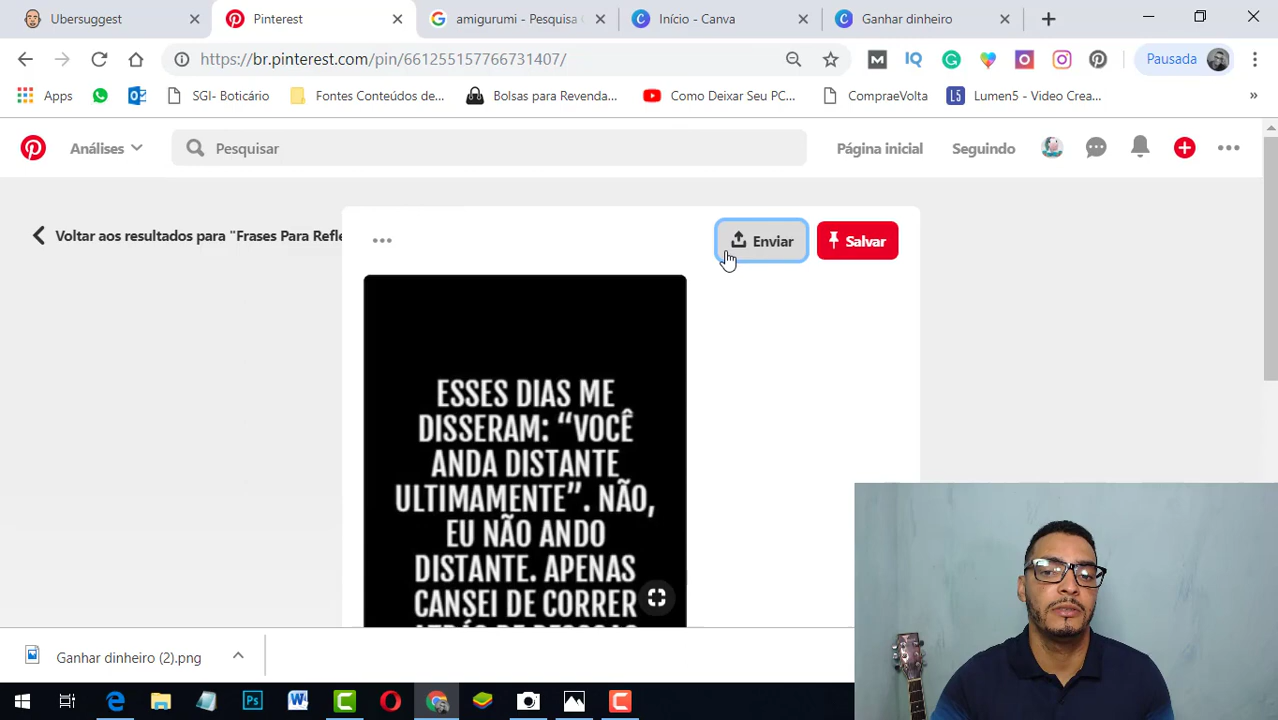 Ubersuggest
Pinterest
amigurumi - Pesquisa
Início - Canva
Ganhar dinheiro
https://br.pinterest.com/pin/661255157766731407/
Pausada
Apps
SGI- Boticário
Fontes Conteúdos de...
Bolsas para Revenda...
Como Deixar Seu PC...
CompraeVolta
Lumen5 - Video Crea...
»
Análises
Pesquisar
Página inicial
Seguindo
Voltar aos resultados para "Frases Para Refle
Enviar
Salvar
ESSES DIAS ME
DISSERAM: “VOCÊ
ANDA DISTANTE
ULTIMAMENTE”. NÃO,
EU NÃO ANDO
DISTANTE. APENAS
CANSEI DE CORRER
ATRÁS DE PESSOAS
Ganhar dinheiro (2).png